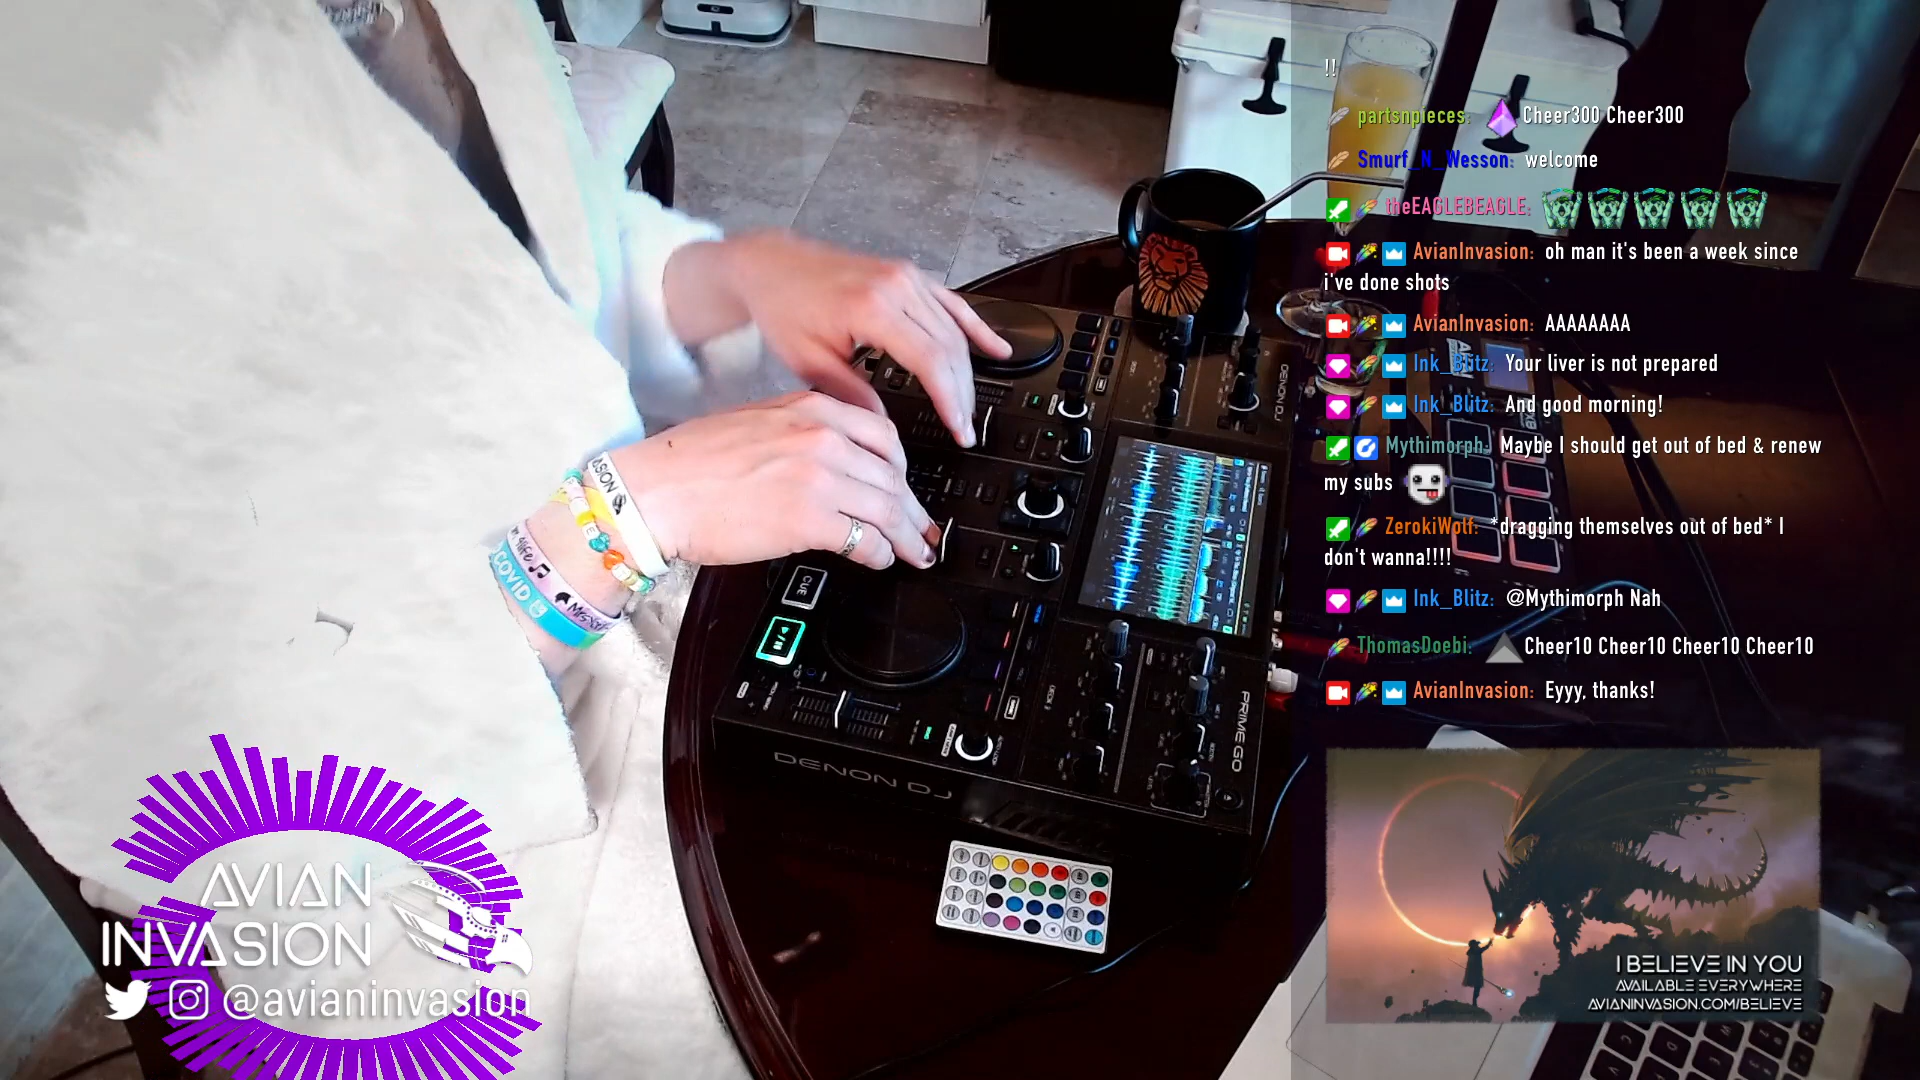 !!
partsnpieces: Cheer300 Cheer300
Smurf_N_Wesson: welcome
theEAGLEBEAGLE:
AvianInvasion: oh man it's been a week since
i've done shots
AvianInvasion: AAAAAAAA
Ink_Blitz: Your liver is not prepared
Ink_Blitz: And good morning!
Mythimorph: Maybe I should get out of bed & renew
my subs
ZerokiWolf: *dragging themselves out of bed* I
don't wanna!!!!
Ink_Blitz: @Mythimorph Nah
ThomasDoebi: Cheer10 Cheer10 Cheer10 Cheer10
AvianInvasion: Eyyy, thanks!
I BELIEVE IN YOU
AVAILABLE EVERYWHERE
AVIANINVASION.COM/BELIEVE
AVIAN
INVASION
@avianinvasion
DENON DJ
PRIME GO
DENON DJ
CUE
COVID